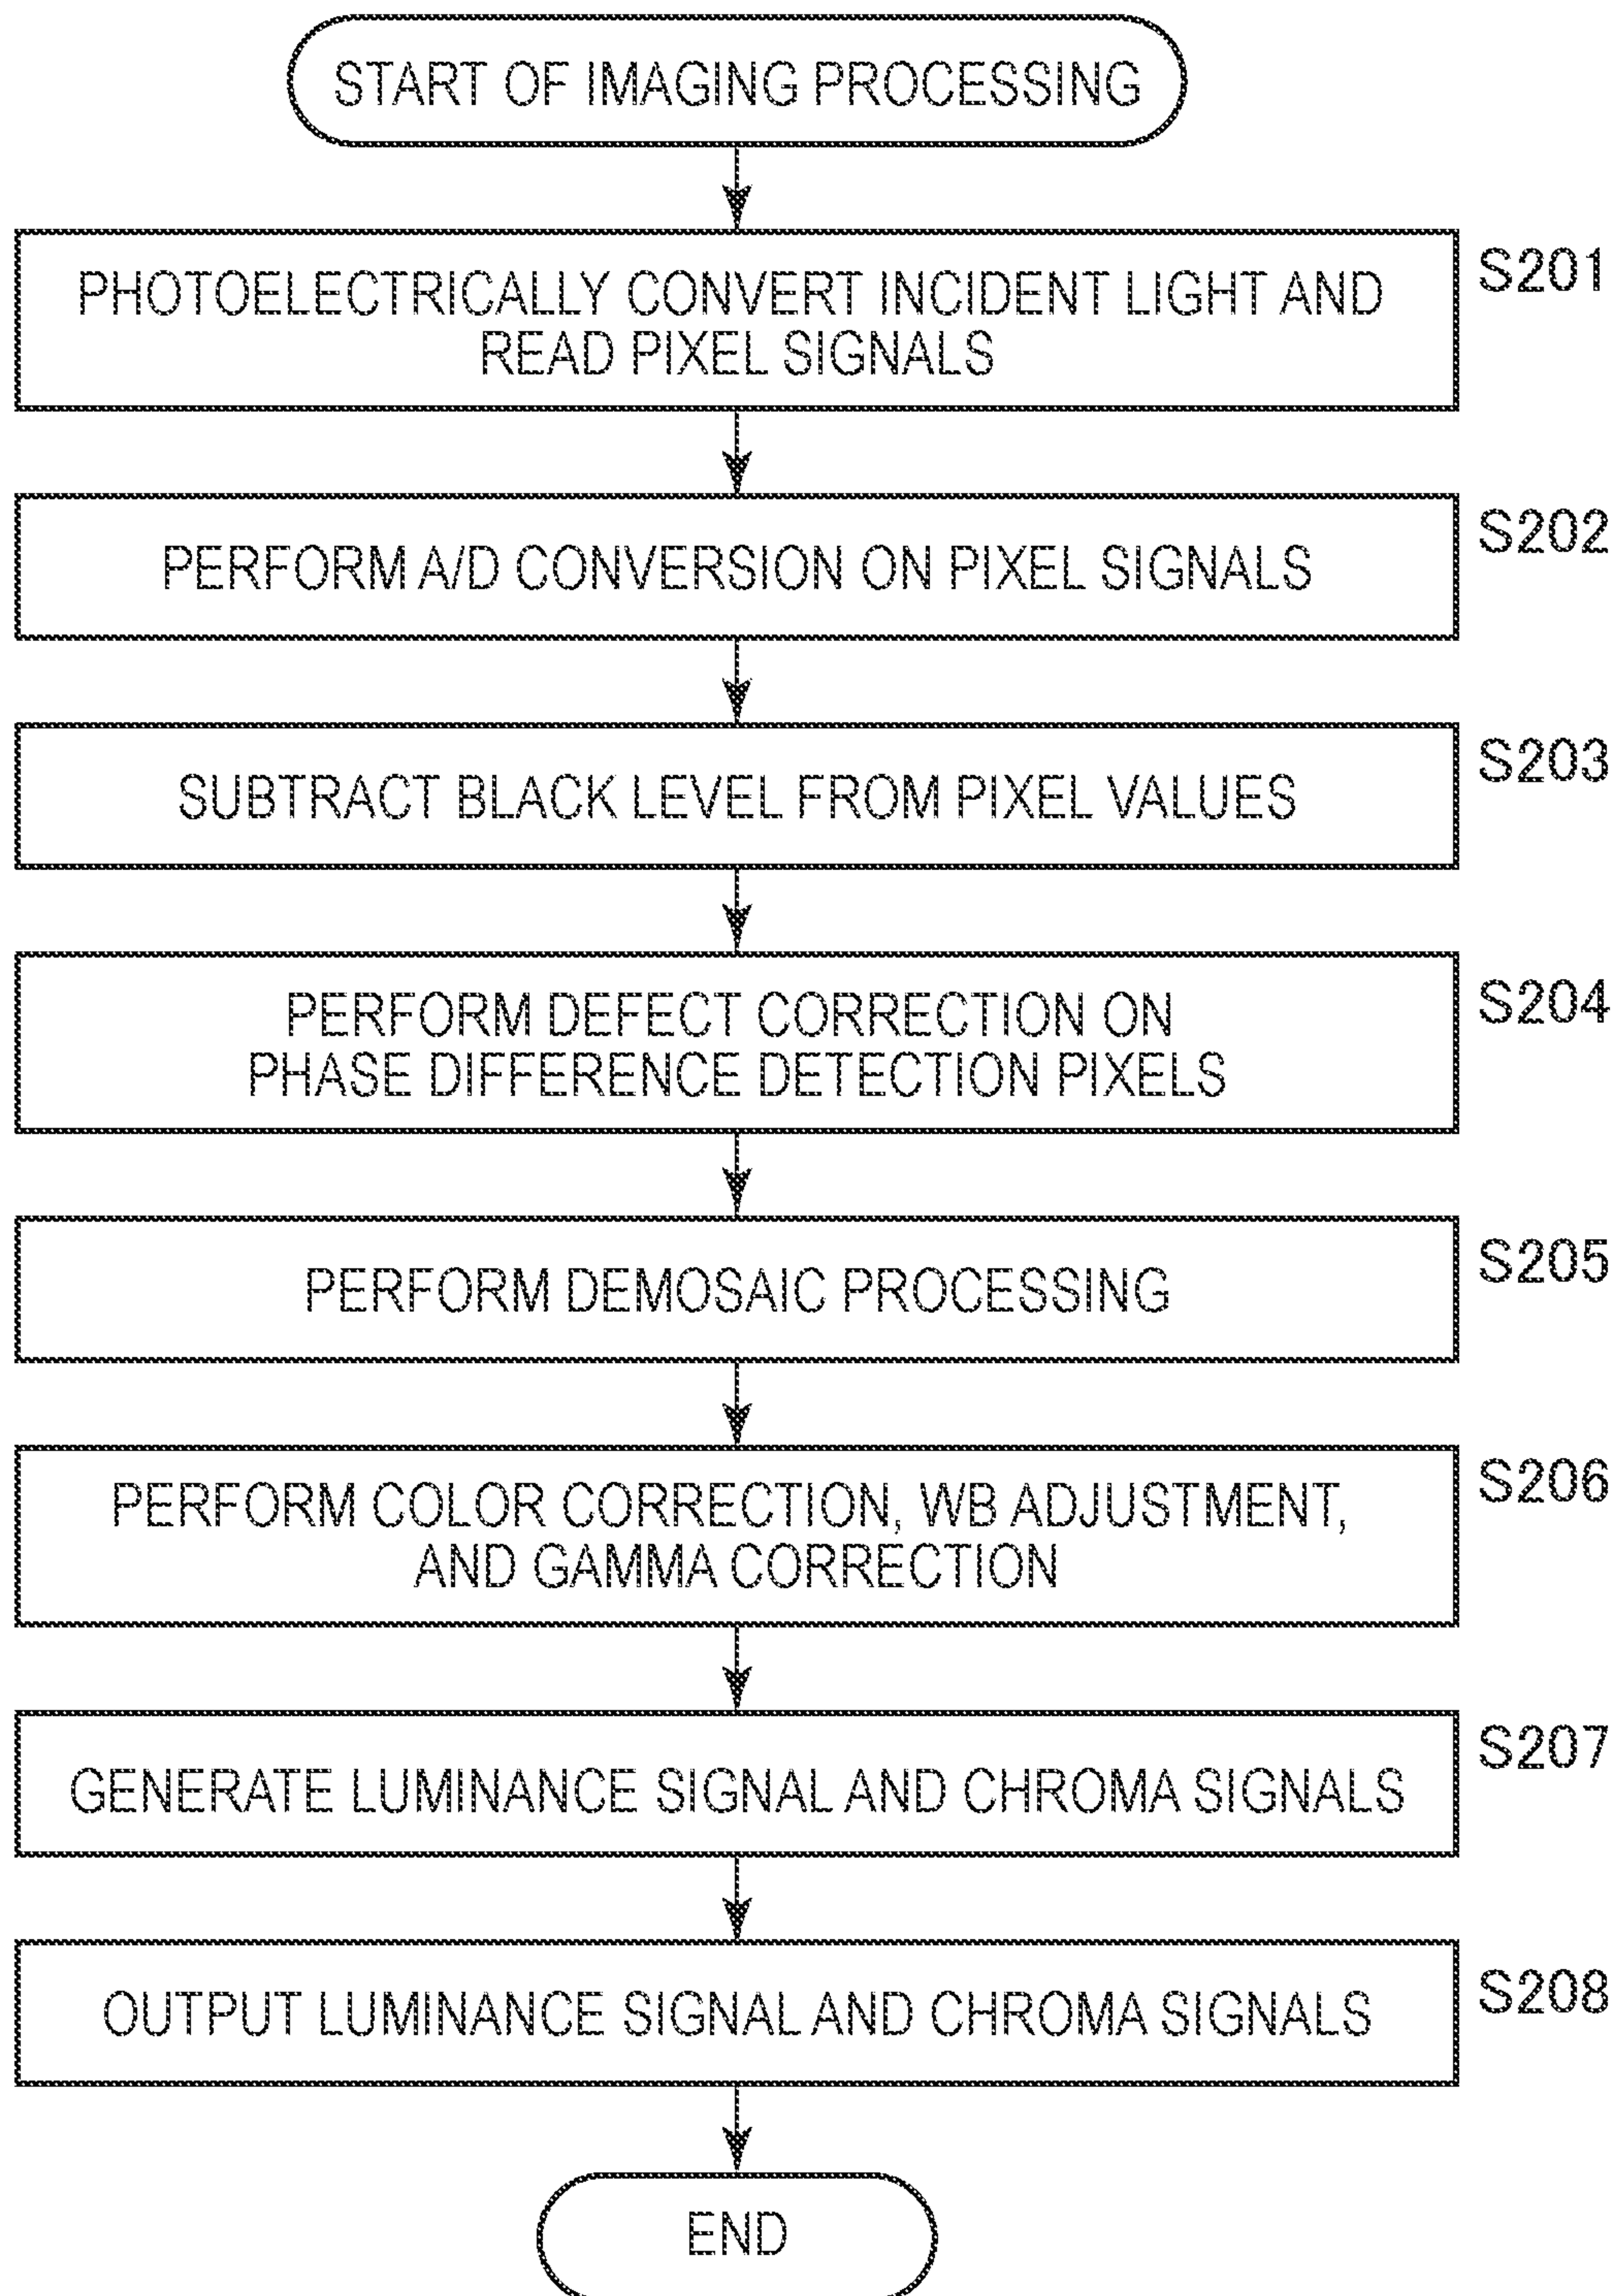 START OF IMAGING PROCESSING
PHOTOELECTRICALLY CONVERT INCIDENT LIGHT AND
READ PIXEL SIGNALS
S201
PERFORM A/D CONVERSION ON PIXEL SIGNALS
S202
SUBTRACT BLACK LEVEL FROM PIXEL VALUES
S203
PERFORM DEFECT CORRECTION ON
PHASE DIFFERENCE DETECTION PIXELS
S204
PERFORM DEMOSAIC PROCESSING
S205
PERFORM COLOR CORRECTION, WB ADJUSTMENT,
AND GAMMA CORRECTION
S206
GENERATE LUMINANCE SIGNAL AND CHROMA SIGNALS
S207
OUTPUT LUMINANCE SIGNAL AND CHROMA SIGNALS
S208
END